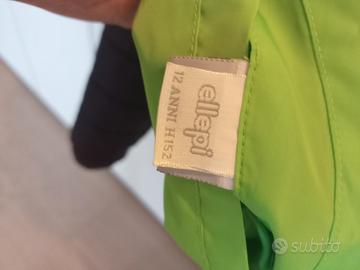 ellepi
12 ANNI H152
subito